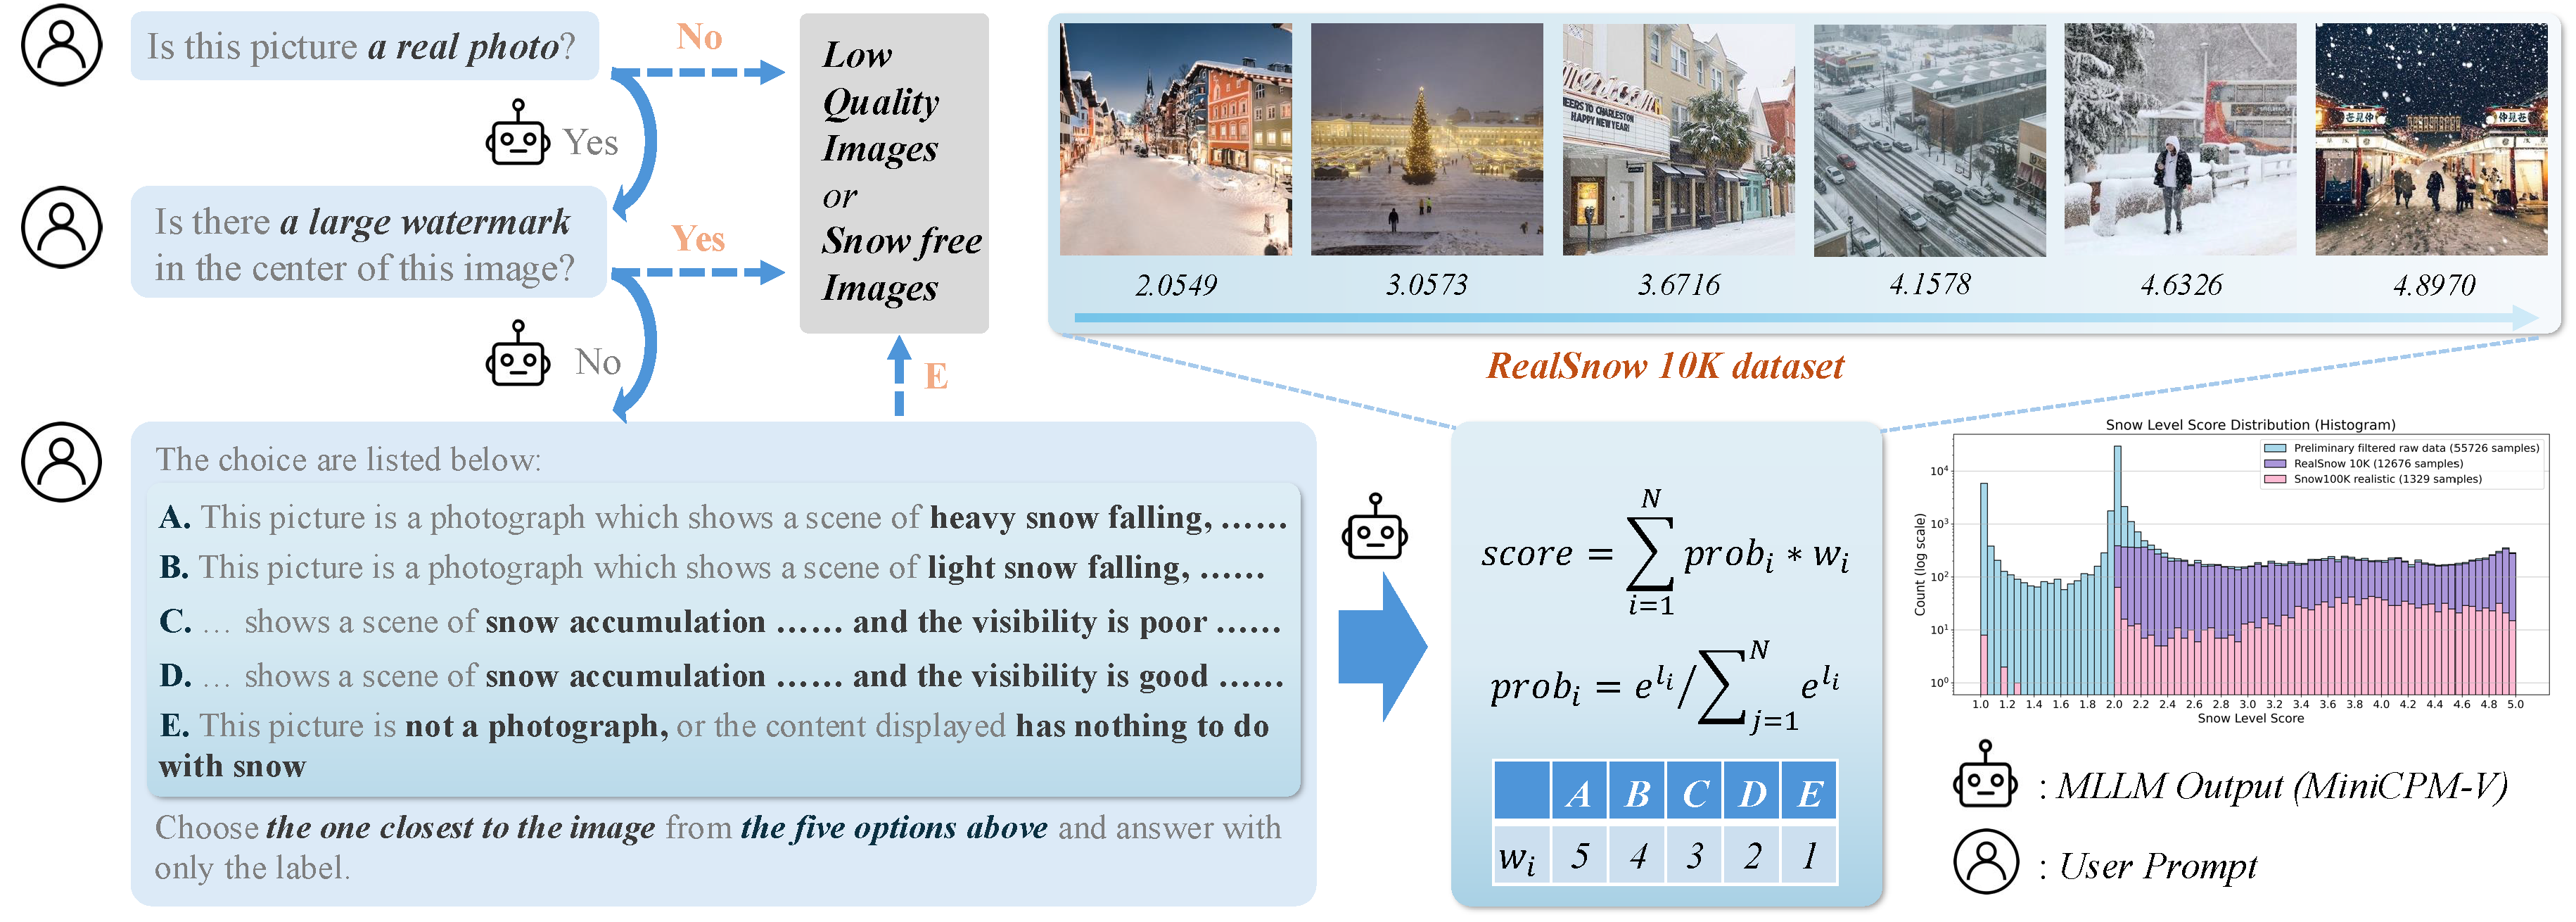 Is this picture a real photo?
No
Yes
Is there a large watermark
in the center of this image?
Yes
No
Low
Quality
Images
or
Snow free
Images
E
The choice are listed below:
A. This picture is a photograph which shows a scene of heavy snow falling, ……
B. This picture is a photograph which shows a scene of light snow falling, ……
C. … shows a scene of snow accumulation …… and the visibility is poor ……
D. … shows a scene of snow accumulation …… and the visibility is good ……
E. This picture is not a photograph, or the content displayed has nothing to do
with snow
Choose the one closest to the image from the five options above and answer with
only the label.
EERS TO CHARLESTON
HAPPY NEW YEAR!
2.0549 3.0573 3.6716 4.1578 4.6326 4.8970
RealSnow 10K dataset
score = ∑_{i=1}^{N} prob_i * w_i
prob_i = e^{l_i}/∑_{j=1}^{N} e^{l_i}
A B C D E
w_i 5 4 3 2 1
Snow Level Score Distribution (Histogram)
Preliminary filtered raw data (55726 samples)
RealSnow 10K (12676 samples)
Snow100K realistic (1329 samples)
Count (log scale)
10^4
10^3
10^2
10^1
10^0
1.0 1.2 1.4 1.6 1.8 2.0 2.2 2.4 2.6 2.8 3.0 3.2 3.4 3.6 3.8 4.0 4.2 4.4 4.6 4.8 5.0
Snow Level Score
: MLLM Output (MiniCPM-V)
: User Prompt